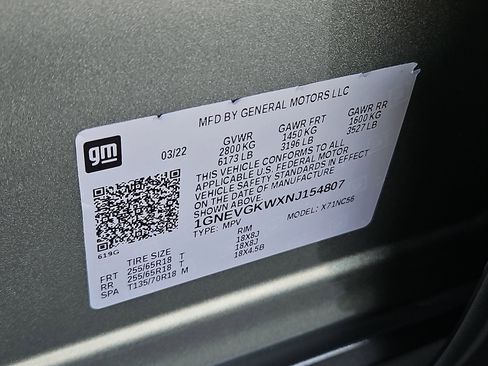 gm
MFD BY GENERAL MOTORS LLC
03/22
GVWR GAWR FRT GAWR RR
2800 KG 1450 KG 1600 KG
6173 LB 3196 LB 3527 LB
THIS VEHICLE CONFORMS TO ALL
APPLICABLE U.S. FEDERAL MOTOR
VEHICLE SAFETY STANDARDS IN EFFECT
ON THE DATE OF MANUFACTURE
SHOWN ABOVE.
1GNEVGKWXNJ154807
TYPE: MPV MODEL: X71NC56
619G
TIRE SIZE RIM
FRT 255/65R18 T 18X8J
RR 255/65R18 T 18X8J
SPA T135/70R18 M 18X4.5B